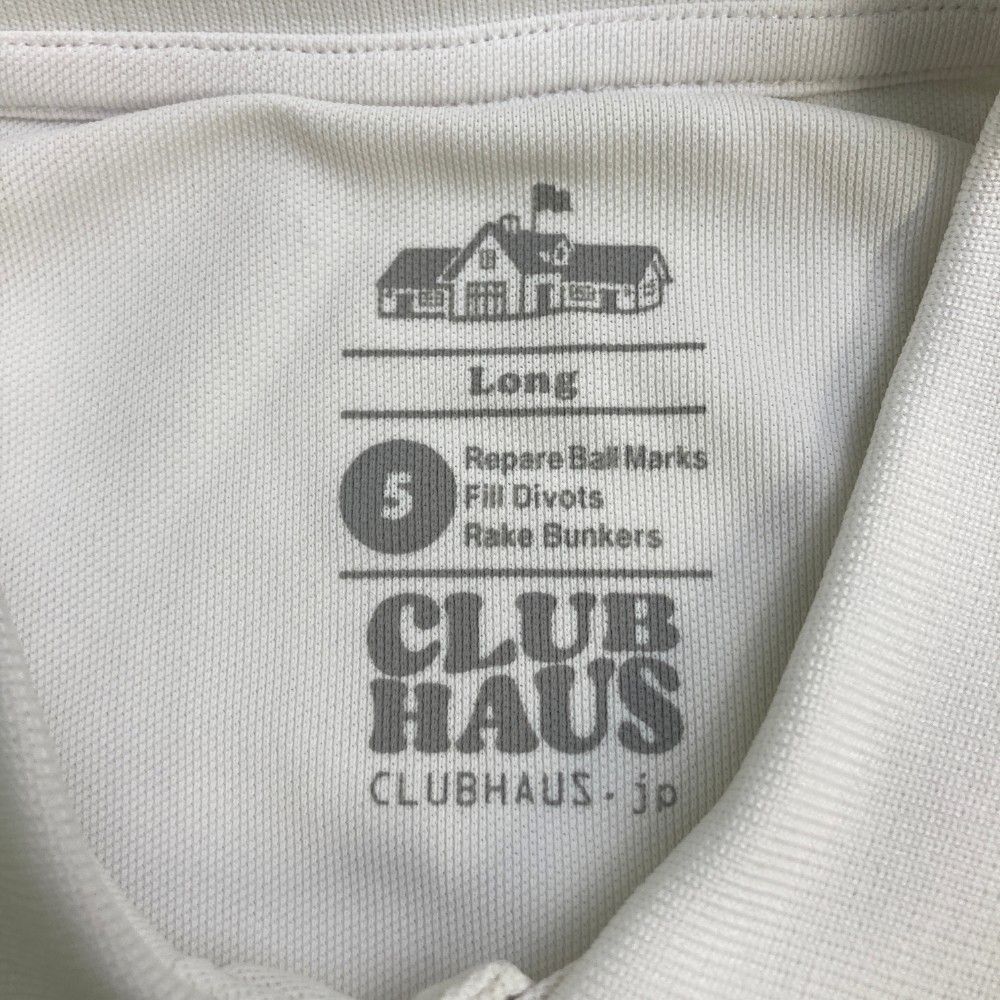 Long
5
Repare Ball Marks
Fill Divots
Rake Bunkers
CLUB
HAUS
CLUBHAUS.jp